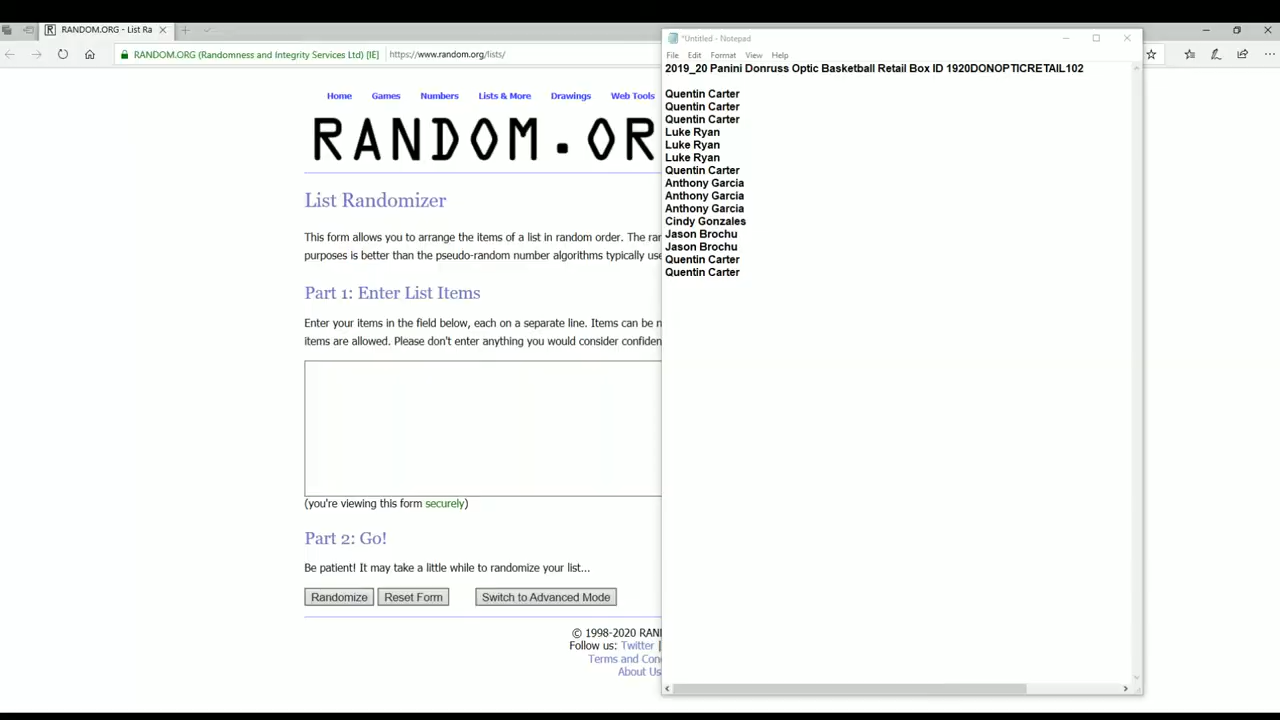 RANDOM.ORG - List Ra
RANDOM.ORG (Randomness and Integrity Services Ltd) [IE]
https://www.random.org/lists/
Home Games Numbers Lists & More Drawings Web Tools
RANDOM.OR
List Randomizer
This form allows you to arrange the items of a list in random order. The ran
purposes is better than the pseudo-random number algorithms typically use
Part 1: Enter List Items
Enter your items in the field below, each on a separate line. Items can be n
items are allowed. Please don't enter anything you would consider confiden
(you're viewing this form securely)
Part 2: Go!
Be patient! It may take a little while to randomize your list...
Randomize Reset Form Switch to Advanced Mode
© 1998-2020 RAN
Follow us: Twitter |
Terms and Con
About Us
*Untitled - Notepad
File Edit Format View Help
2019_20 Panini Donruss Optic Basketball Retail Box ID 1920DONOPTICRETAIL102
Quentin Carter
Quentin Carter
Quentin Carter
Luke Ryan
Luke Ryan
Luke Ryan
Quentin Carter
Anthony Garcia
Anthony Garcia
Anthony Garcia
Cindy Gonzales
Jason Brochu
Jason Brochu
Quentin Carter
Quentin Carter